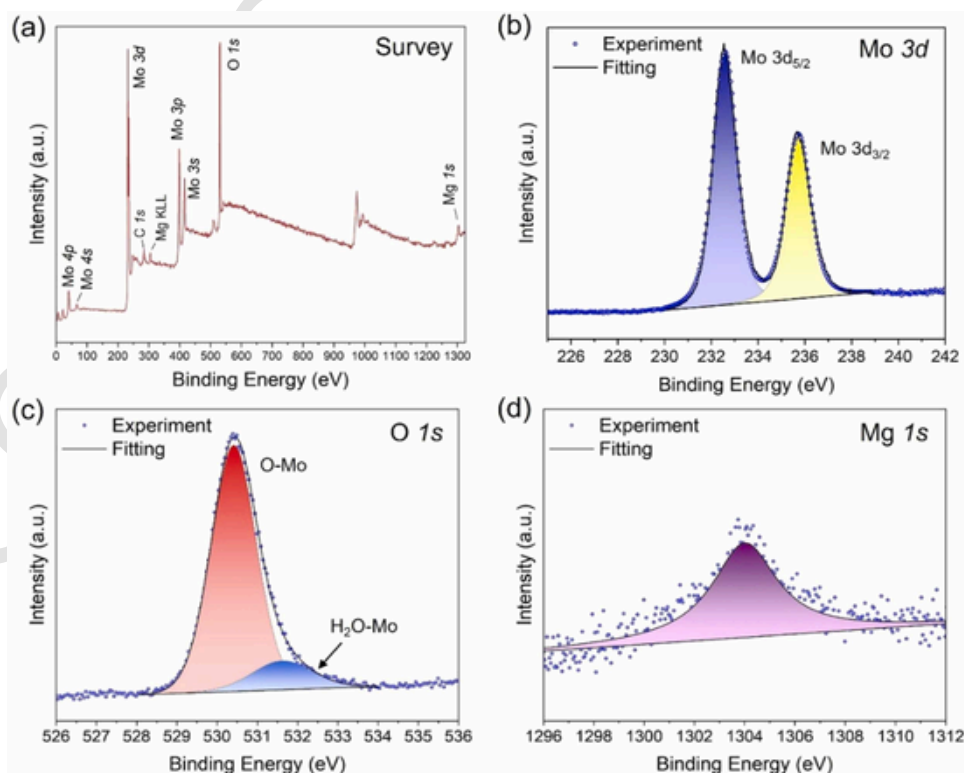 (a)
Survey
Mo 4p
Mo 4s
Mo 3d
C 1s
Mg KLL
Mo 3p
Mo 3s
O 1s
Mg 1s
Intensity (a.u.)
0 100 200 300 400 500 600 700 800 900 1000 1100 1200 1300
Binding Energy (eV)
(b)
Experiment
Fitting
Mo 3d
Mo 3d5/2
Mo 3d3/2
Intensity (a.u.)
226 228 230 232 234 236 238 240 242
Binding Energy (eV)
(c)
Experiment
Fitting
O 1s
O-Mo
H2O-Mo
Intensity (a.u.)
526 527 528 529 530 531 532 533 534 535 536
Binding Energy (eV)
(d)
Experiment
Fitting
Mg 1s
Intensity (a.u.)
1296 1298 1300 1302 1304 1306 1308 1310 1312
Binding Energy (eV)